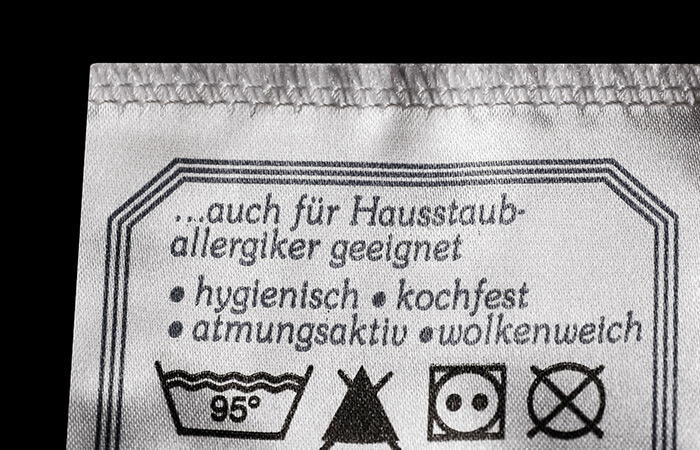 ...auch für Hausstaub-
allergiker geeignet
• hygienisch • kochfest
• atmungsaktiv • wolkenweich
95°